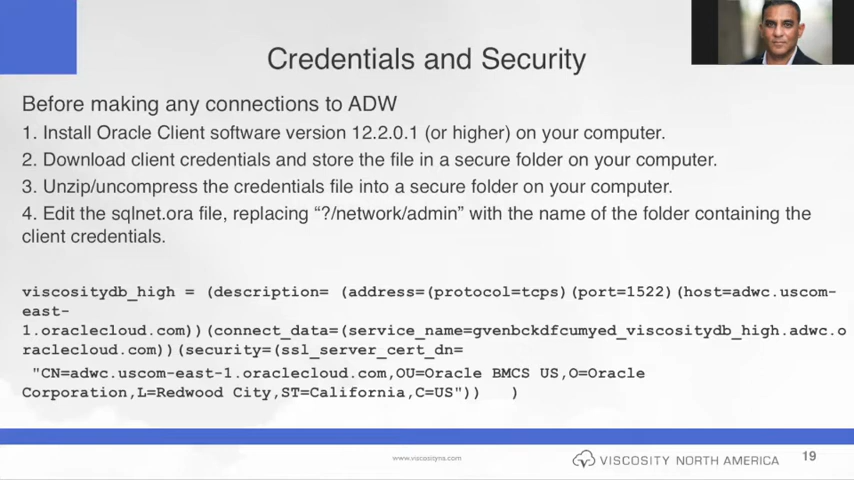 Credentials and Security
Before making any connections to ADW
1. Install Oracle Client software version 12.2.0.1 (or higher) on your computer.
2. Download client credentials and store the file in a secure folder on your computer.
3. Unzip/uncompress the credentials file into a secure folder on your computer.
4. Edit the sqlnet.ora file, replacing “?/network/admin” with the name of the folder containing the
client credentials.
viscositydb_high = (description= (address=(protocol=tcps)(port=1522)(host=adwc.uscom-
east-
1.oraclecloud.com))(connect_data=(service_name=gvenbckdfcumyed_viscositydb_high.adwc.o
raclecloud.com))(security=(ssl_server_cert_dn=
"CN=adwc.uscom-east-1.oraclecloud.com,OU=Oracle BMCS US,O=Oracle
Corporation,L=Redwood City,ST=California,C=US")) )
www.viscosityna.com
VISCOSITY NORTH AMERICA
19